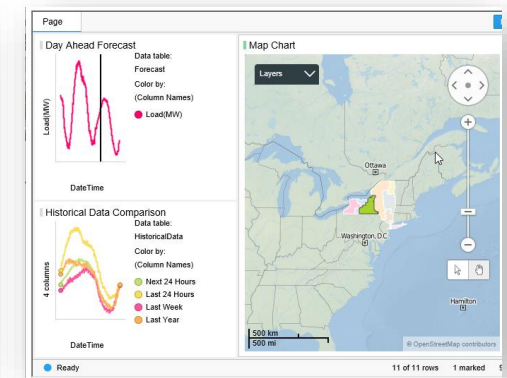 Page
Day Ahead Forecast
Data table:
Forecast
Color by:
(Column Names)
Load(MW)
Load(MW)
DateTime
Historical Data Comparison
Data table:
HistoricalData
Color by:
(Column Names)
Next 24 Hours
Last 24 Hours
Last Week
Last Year
4 columns
DateTime
Map Chart
Layers
Ottawa
Washington, D.C
Hamilton
500 km
500 mi
© OpenStreetMap contributors
Ready
11 of 11 rows
1 marked